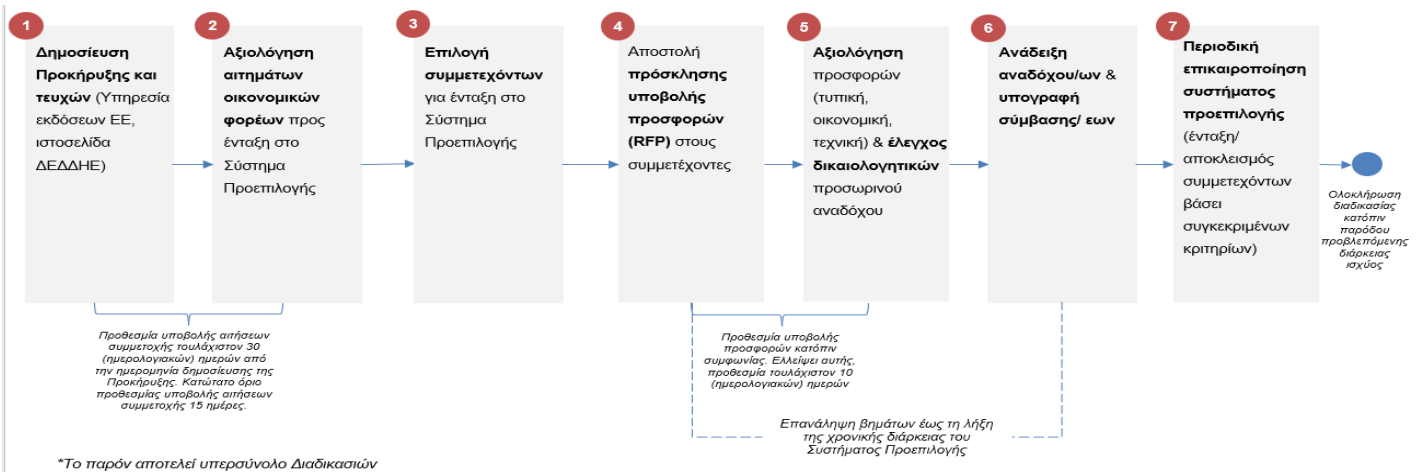 1
Δημοσίευση
Προκήρυξης και
τευχών (Υπηρεσία
εκδόσεων ΕΕ,
ιστοσελίδα
ΔΕΔΔΗΕ)
2
Αξιολόγηση
αιτημάτων
οικονομικών
φορέων προς
ένταξη στο
Σύστημα
Προεπιλογής
3
Επιλογή
συμμετεχόντων
για ένταξη στο
Σύστημα
Προεπιλογής
4
Αποστολή
πρόσκλησης
υποβολής
προσφορών
(RFP) στους
συμμετέχοντες
5
Αξιολόγηση
προσφορών
(τυπική,
οικονομική,
τεχνική) & έλεγχος
δικαιολογητικών
προσωρινού
αναδόχου
6
Ανάδειξη
αναδόχου/ων &
υπογραφή
σύμβασης/ εων
7
Περιοδική
επικαιροποίηση
συστήματος
προεπιλογής
(ένταξη/
αποκλεισμός
συμμετεχόντων
βάσει
συγκεκριμένων
κριτηρίων)
Ολοκλήρωση
διαδικασίας
κατόπιν
παρόδου
προβλεπόμενης
διάρκειας
ισχύος
Προθεσμία υποβολής αιτήσεων
συμμετοχής τουλάχιστον 30
(ημερολογιακών) ημερών από
την ημερομηνία δημοσίευσης της
Προκήρυξης. Κατώτατο όριο
προθεσμίας υποβολής αιτήσεων
συμμετοχής 15 ημέρες.
Προθεσμία υποβολής
προσφορών κατόπιν
συμφωνίας. Ελλείψει αυτής,
προθεσμία τουλάχιστον 10
(ημερολογιακών) ημερών
Επανάληψη βημάτων έως τη λήξη
της χρονικής διάρκειας του
Συστήματος Προεπιλογής
*Το παρόν αποτελεί υπερσύνολο Διαδικασιών